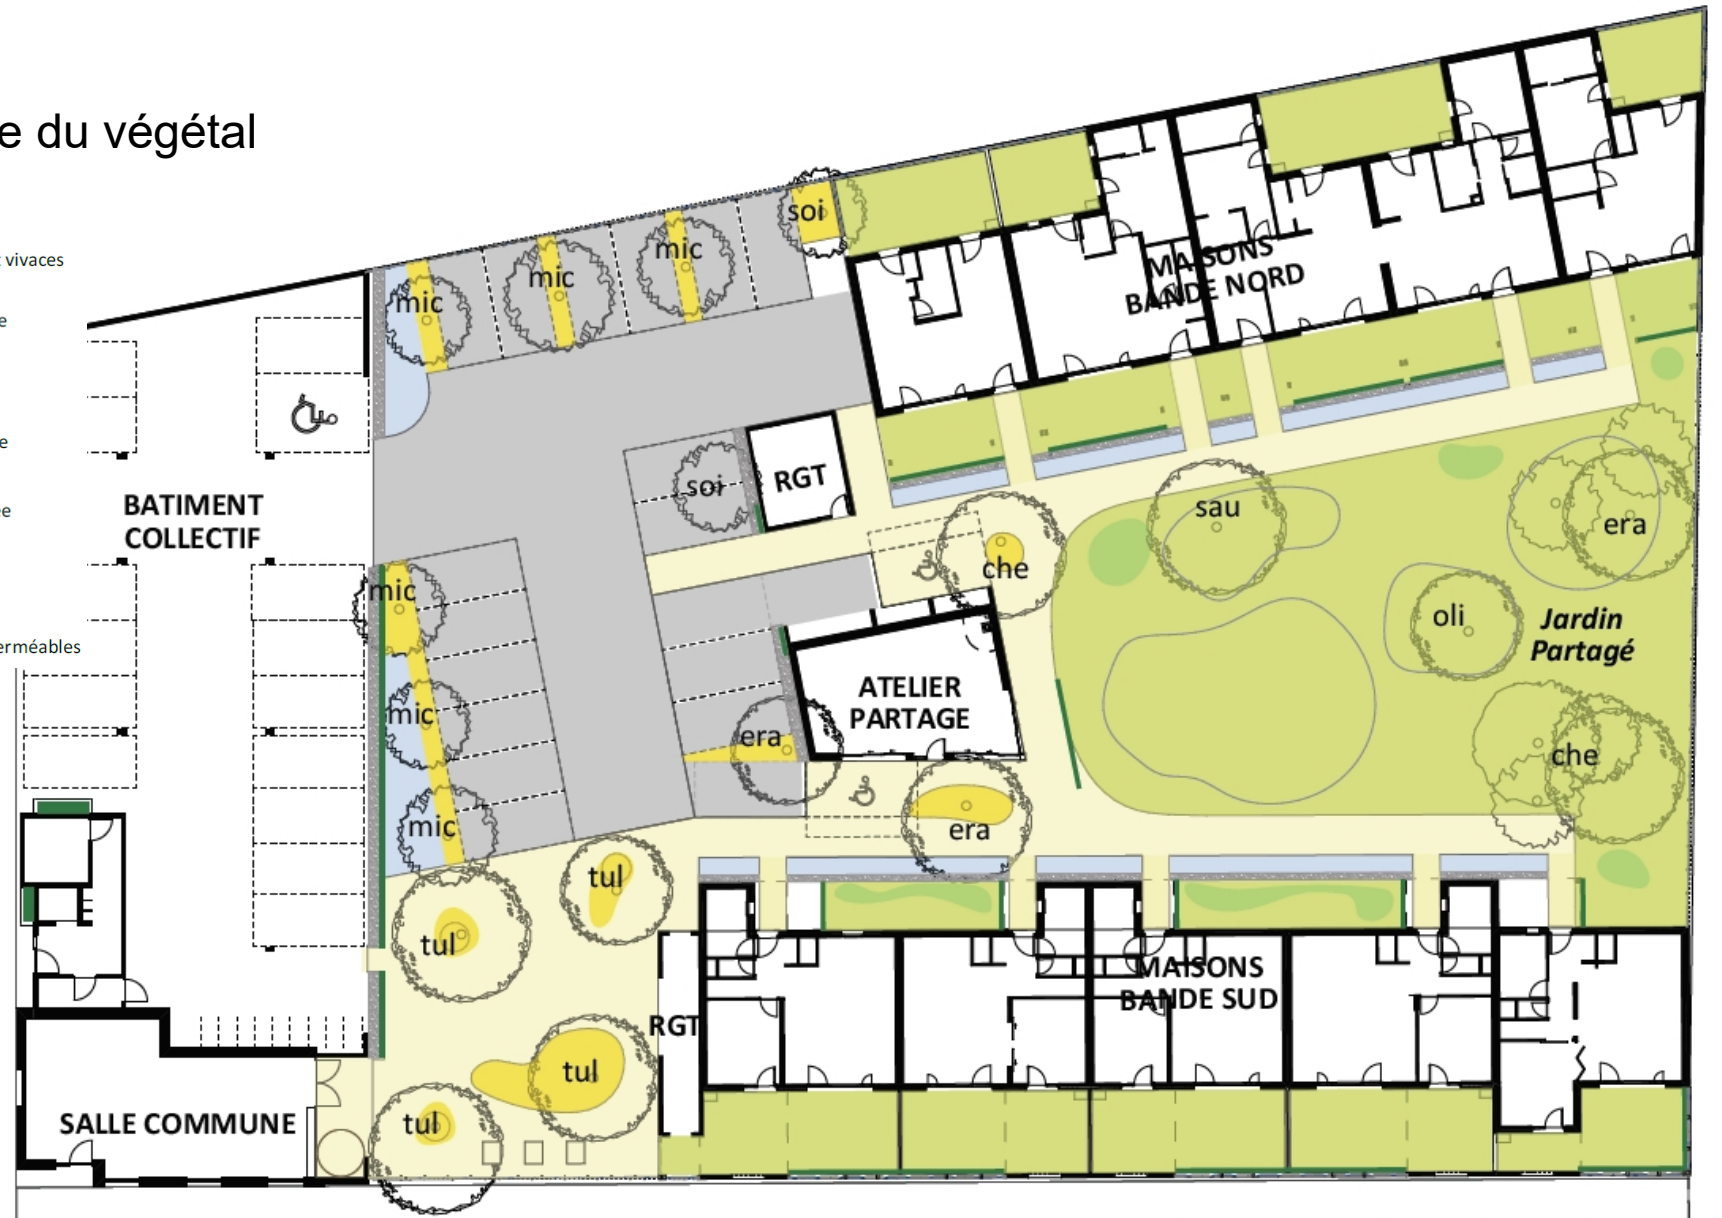 e du végétal
vivaces
e
e
e
erméables
soi
mic
mic
mic
MAISONS
BANDE NORD
soi
RGT
BATIMENT
COLLECTIF
sau
era
che
mic
oli
Jardin
Partagé
ATELIER
PARTAGE
mic
era
che
mic
era
tul
tul
MAISONS
BANDE SUD
RGT
tul
SALLE COMMUNE
tul